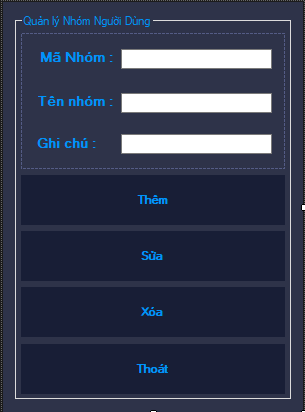 Quản lý Nhóm Người Dùng
Mã Nhóm :
Tên nhóm :
Ghi chú :
Thêm
Sửa
Xóa
Thoát